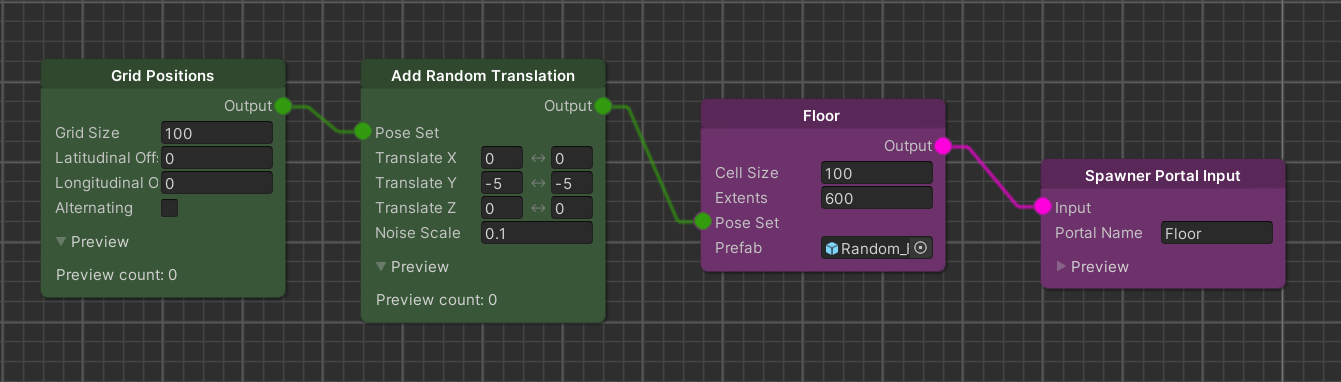 Grid Positions
Output
Grid Size 100
Latitudinal Off: 0
Longitudinal O 0
Alternating
Preview
Preview count: 0
Add Random Translation
Output
Pose Set
Translate X 0 ↔ 0
Translate Y -5 ↔ -5
Translate Z 0 ↔ 0
Noise Scale 0.1
Preview
Preview count: 0
Floor
Output
Cell Size 100
Extents 600
Pose Set
Prefab Random_
Spawner Portal Input
Input
Portal Name Floor
Preview